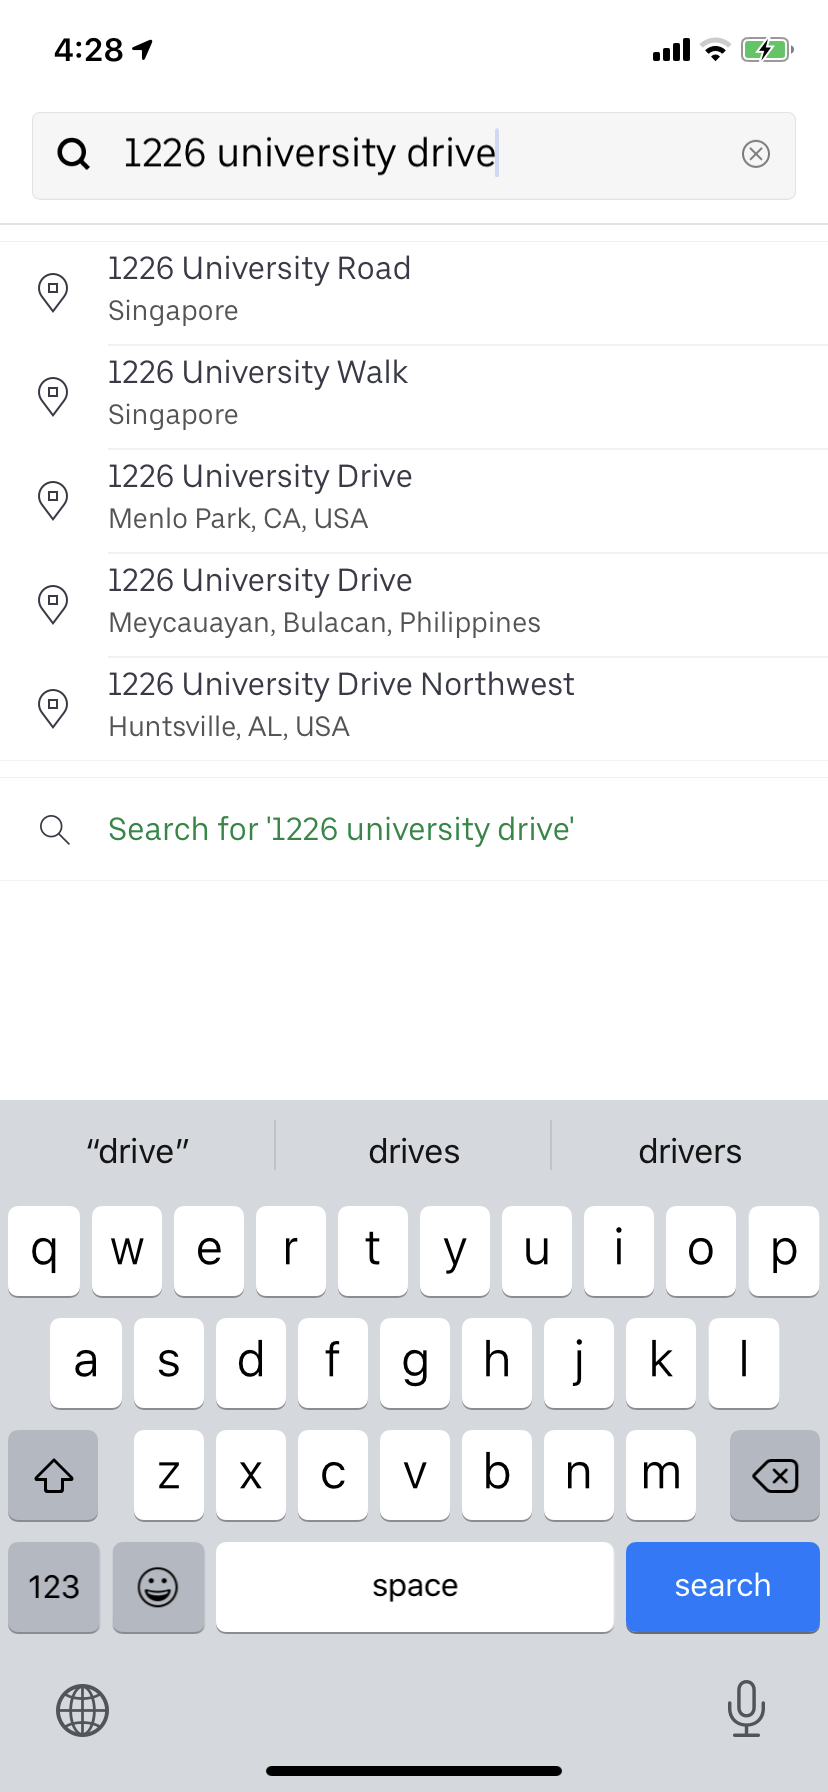 4:28
1226 university drive
1226 University Road
Singapore
1226 University Walk
Singapore
1226 University Drive
Menlo Park, CA, USA
1226 University Drive
Meycauayan, Bulacan, Philippines
1226 University Drive Northwest
Huntsville, AL, USA
Search for '1226 university drive'
“drive” drives drivers
q w e r t y u i o p
a s d f g h j k l
z x c v b n m
123 space search